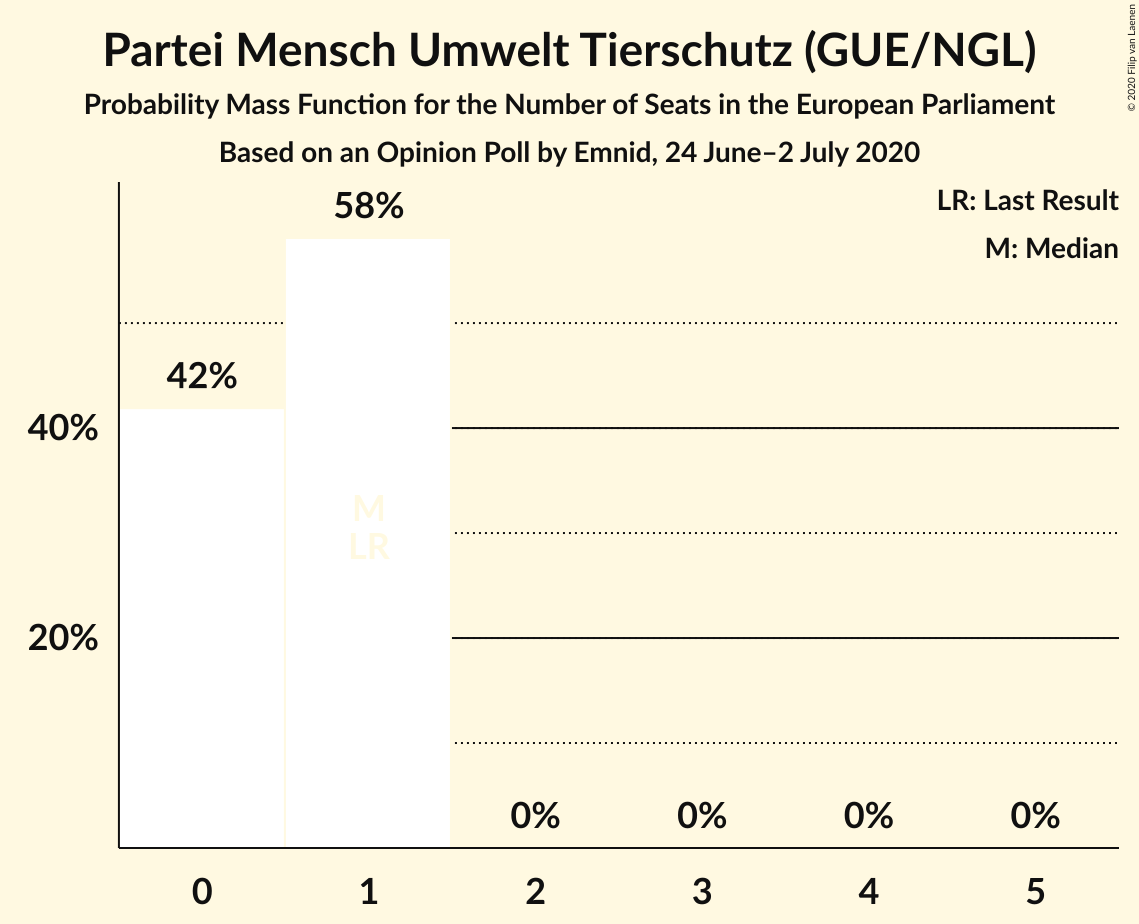 Partei Mensch Umwelt Tierschutz (GUE/NGL)
Probability Mass Function for the Number of Seats in the European Parliament
Based on an Opinion Poll by Emnid, 24 June–2 July 2020
© 2020 Filip van Laenen
LR: Last Result
M: Median
58%
42%
40%
M
LR
20%
0% 0% 0% 0%
0 1 2 3 4 5